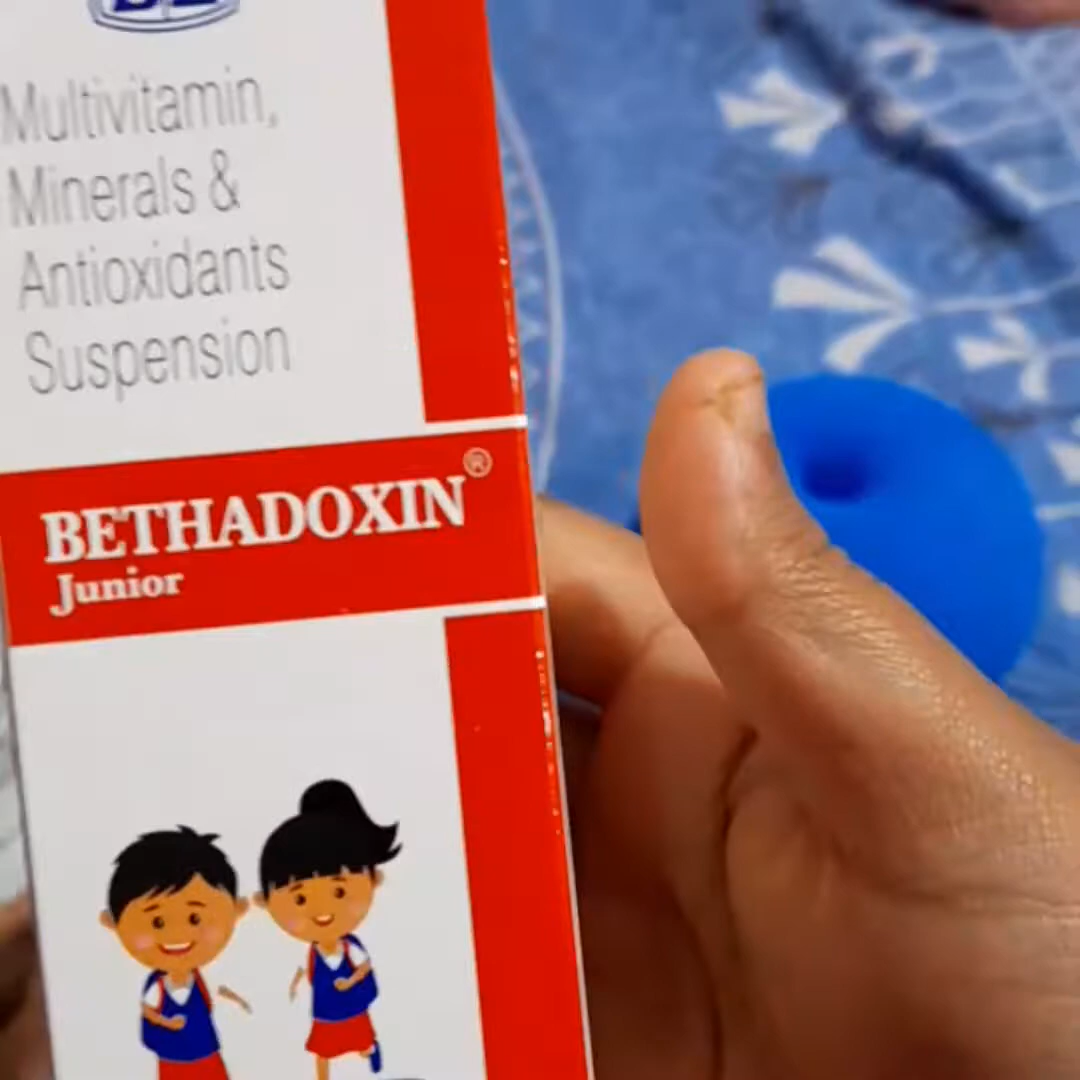 Multivitamin,
Minerals &
Antioxidants
Suspension
BETHADOXIN®
Junior